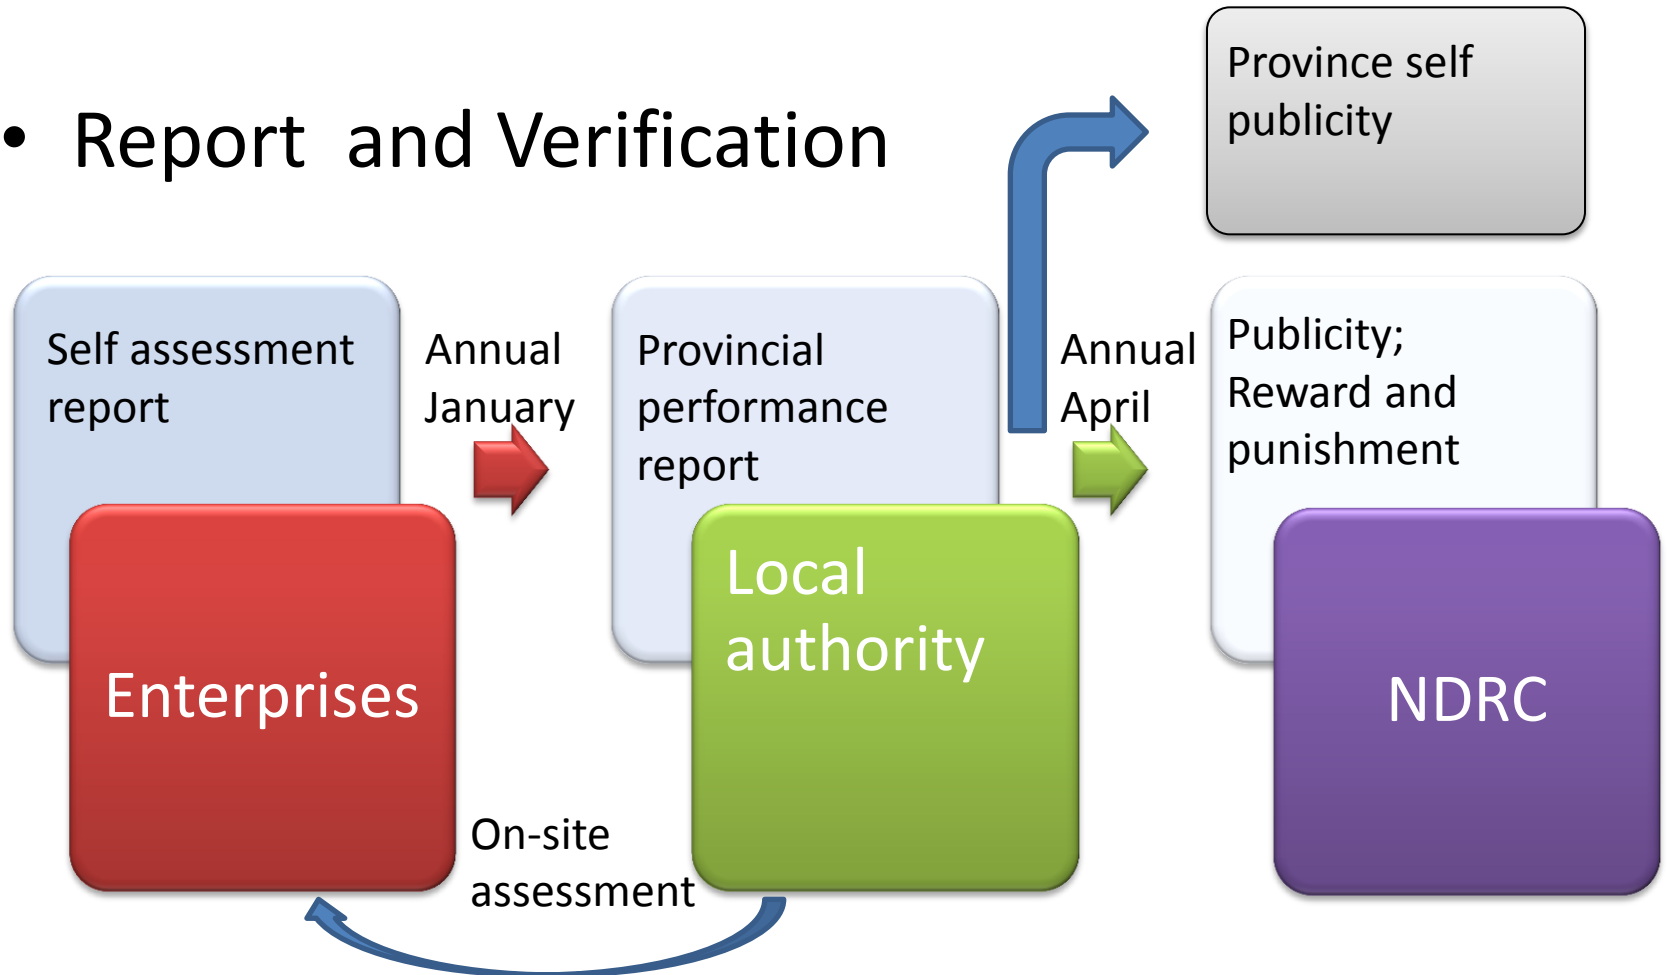 • Report and Verification
Province self
publicity
Self assessment
report
Annual
January
Provincial
performance
report
Annual
April
Publicity;
Reward and
punishment
Enterprises
Local
authority
NDRC
On-site
assessment